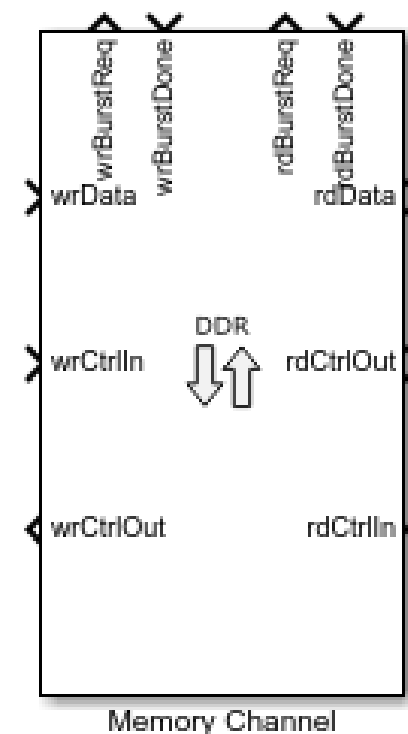 wrBurstReq
wrBurstDone
rdBurstReq
rdBurstDone
wrData
rdData
DDR
wrCtrlIn
rdCtrlOut
wrCtrlOut
rdCtrlIn
Memory Channel